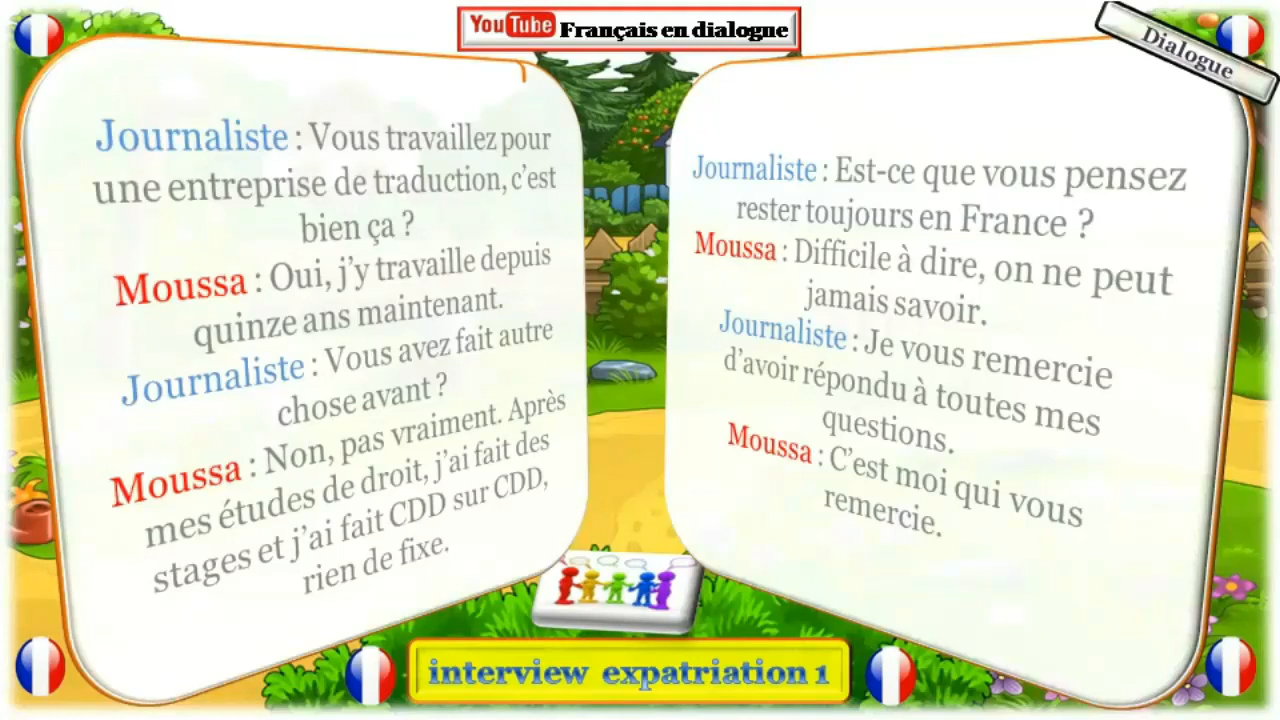 YouTube Français en dialogue
Dialogue
Journaliste : Vous travaillez pour
une entreprise de traduction, c'est
bien ça ?
Moussa : Oui, j'y travaille depuis
quinze ans maintenant.
Journaliste : Vous avez fait autre
chose avant ?
Moussa : Non, pas vraiment. Après
mes études de droit, j'ai fait des
stages et j'ai fait CDD sur CDD,
rien de fixe.
Journaliste : Est-ce que vous pensez
rester toujours en France ?
Moussa : Difficile à dire, on ne peut
jamais savoir.
Journaliste : Je vous remercie
d'avoir répondu à toutes mes
questions.
Moussa : C'est moi qui vous
remercie.
interview expatriation 1